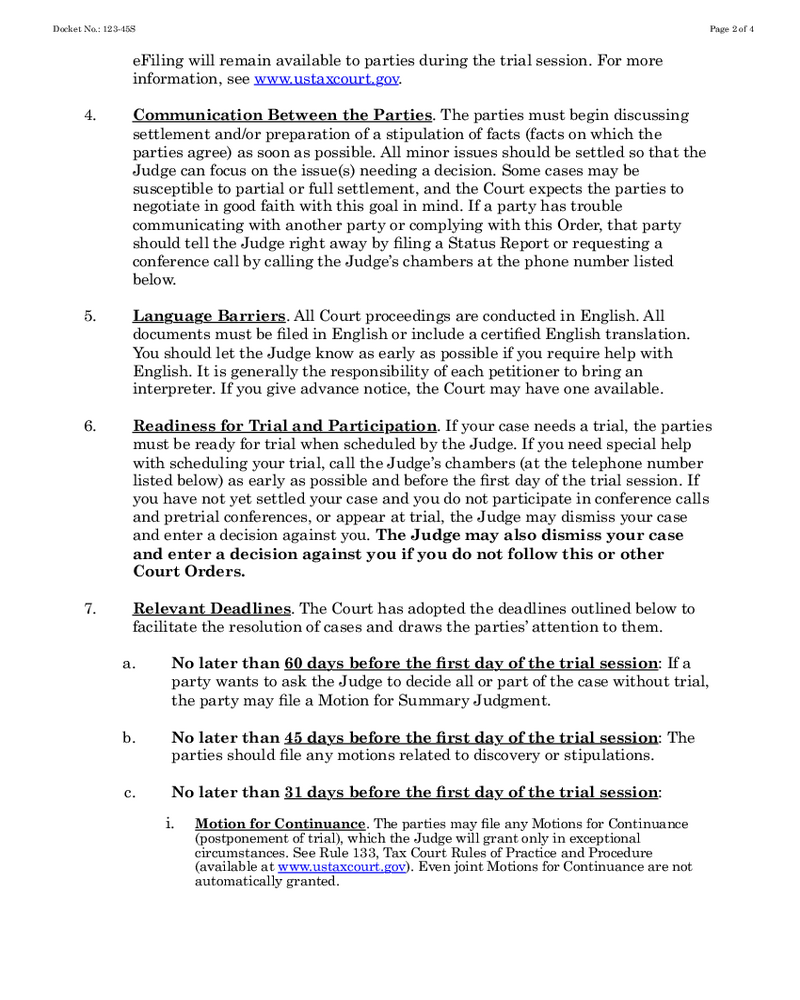 Docket No.: 123-45S
Page 2 of 4
eFiling will remain available to parties during the trial session. For more
information, see www.ustaxcourt.gov.
4. Communication Between the Parties. The parties must begin discussing
settlement and/or preparation of a stipulation of facts (facts on which the
parties agree) as soon as possible. All minor issues should be settled so that the
Judge can focus on the issue(s) needing a decision. Some cases may be
susceptible to partial or full settlement, and the Court expects the parties to
negotiate in good faith with this goal in mind. If a party has trouble
communicating with another party or complying with this Order, that party
should tell the Judge right away by filing a Status Report or requesting a
conference call by calling the Judge’s chambers at the phone number listed
below.
5. Language Barriers. All Court proceedings are conducted in English. All
documents must be filed in English or include a certified English translation.
You should let the Judge know as early as possible if you require help with
English. It is generally the responsibility of each petitioner to bring an
interpreter. If you give advance notice, the Court may have one available.
6. Readiness for Trial and Participation. If your case needs a trial, the parties
must be ready for trial when scheduled by the Judge. If you need special help
with scheduling your trial, call the Judge’s chambers (at the telephone number
listed below) as early as possible and before the first day of the trial session. If
you have not yet settled your case and you do not participate in conference calls
and pretrial conferences, or appear at trial, the Judge may dismiss your case
and enter a decision against you. The Judge may also dismiss your case
and enter a decision against you if you do not follow this or other
Court Orders.
7. Relevant Deadlines. The Court has adopted the deadlines outlined below to
facilitate the resolution of cases and draws the parties’ attention to them.
a. No later than 60 days before the first day of the trial session: If a
party wants to ask the Judge to decide all or part of the case without trial,
the party may file a Motion for Summary Judgment.
b. No later than 45 days before the first day of the trial session: The
parties should file any motions related to discovery or stipulations.
c. No later than 31 days before the first day of the trial session:
i. Motion for Continuance. The parties may file any Motions for Continuance
(postponement of trial), which the Judge will grant only in exceptional
circumstances. See Rule 133, Tax Court Rules of Practice and Procedure
(available at www.ustaxcourt.gov). Even joint Motions for Continuance are not
automatically granted.